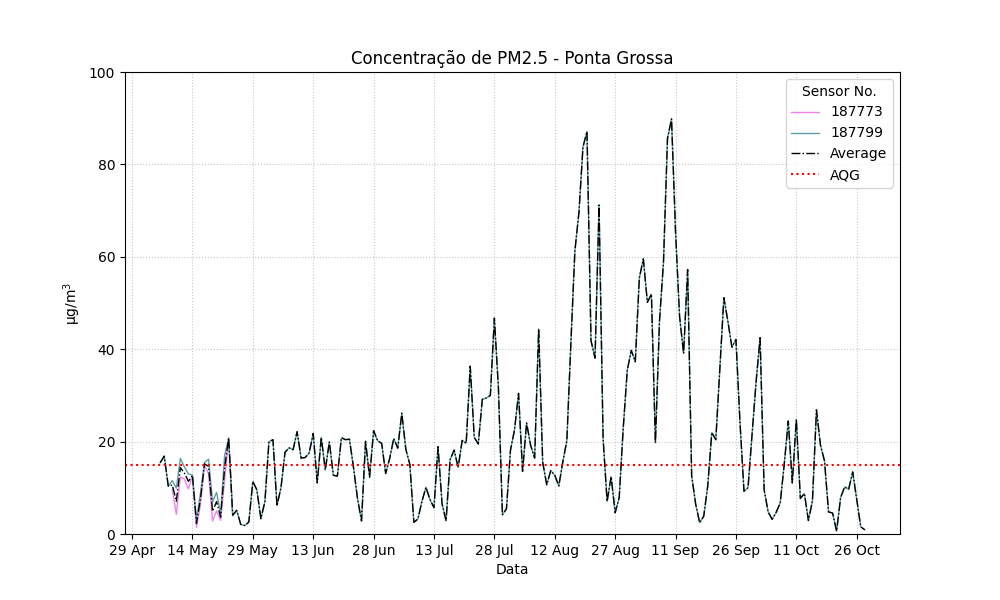 Concentração de PM2.5 - Ponta Grossa
Sensor No.
187773
187799
Average
AQG
100
80
60
40
20
0
µg/m³
29 Apr 14 May 29 May 13 Jun 28 Jun 13 Jul 28 Jul 12 Aug 27 Aug 11 Sep 26 Sep 11 Oct 26 Oct
Data